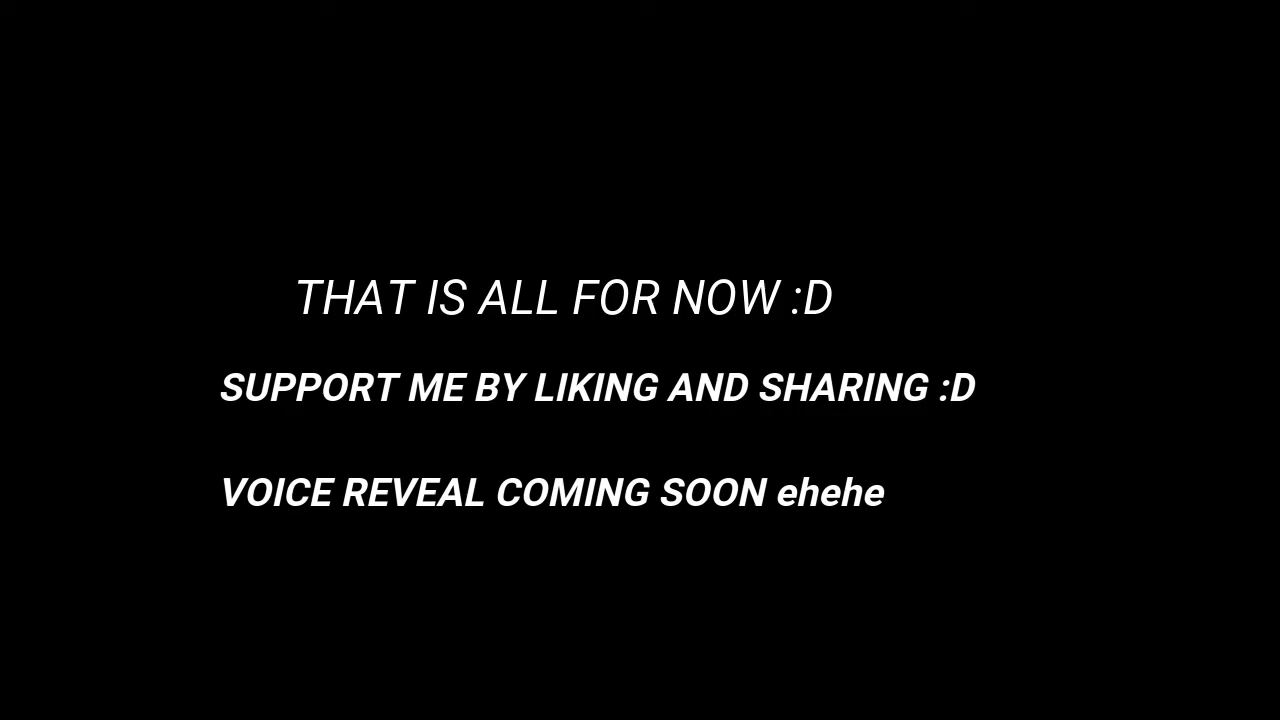 THAT IS ALL FOR NOW :D
SUPPORT ME BY LIKING AND SHARING :D
VOICE REVEAL COMING SOON ehehe